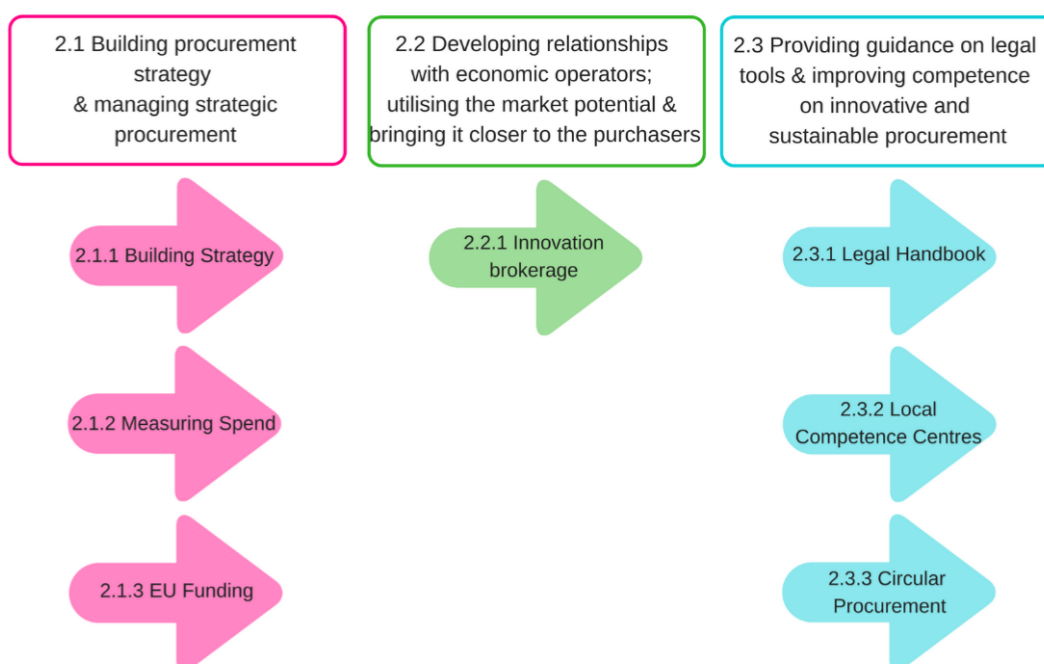 2.1 Building procurement
strategy
& managing strategic
procurement
2.2 Developing relationships
with economic operators;
utilising the market potential &
bringing it closer to the purchasers
2.3 Providing guidance on legal
tools & improving competence
on innovative and
sustainable procurement
2.1.1 Building Strategy
2.2.1 Innovation
brokerage
2.3.1 Legal Handbook
2.1.2 Measuring Spend
2.3.2 Local
Competence Centres
2.1.3 EU Funding
2.3.3 Circular
Procurement